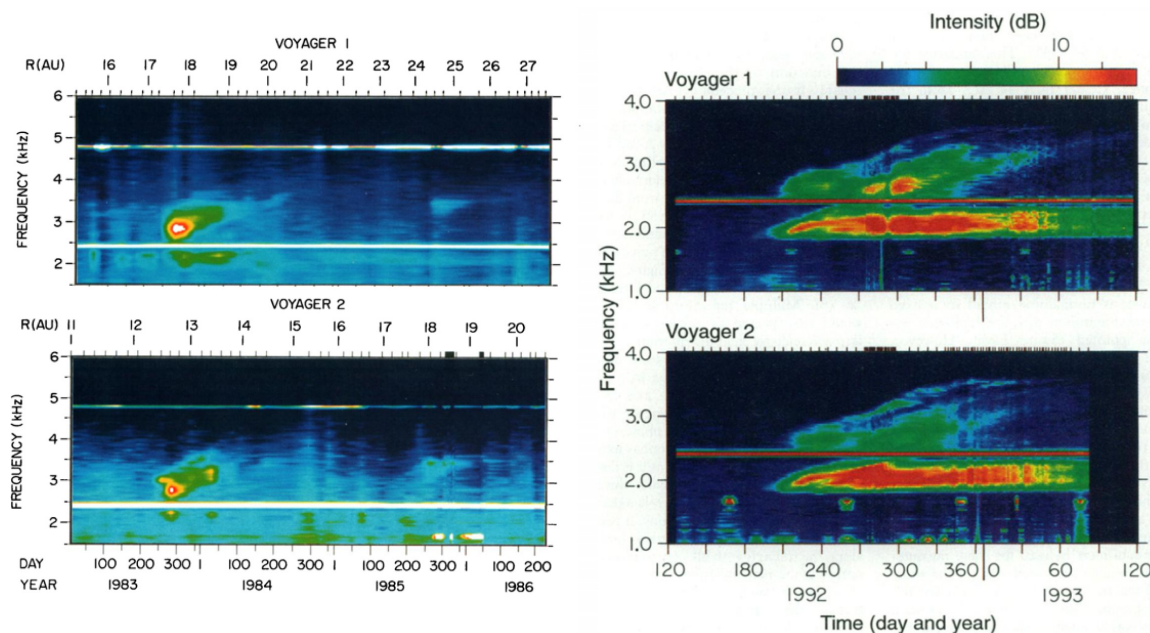 VOYAGER 1
R(AU) 16 17 18 19 20 21 22 23 24 25 26 27
6
5
4
3
2
FREQUENCY (kHz)
VOYAGER 2
R(AU) 11 12 13 14 15 16 17 18 19 20
6
5
4
3
2
FREQUENCY (kHz)
DAY 100 200 300 1 100 200 300 1 100 200 300 1 100 200
YEAR 1983 1984 1985 1986
Intensity (dB)
0 10
Voyager 1
4.0
3.0
2.0
1.0
Voyager 2
4.0
3.0
2.0
1.0
Frequency (kHz)
120 180 240 300 360 0 60 120
1992 1993
Time (day and year)